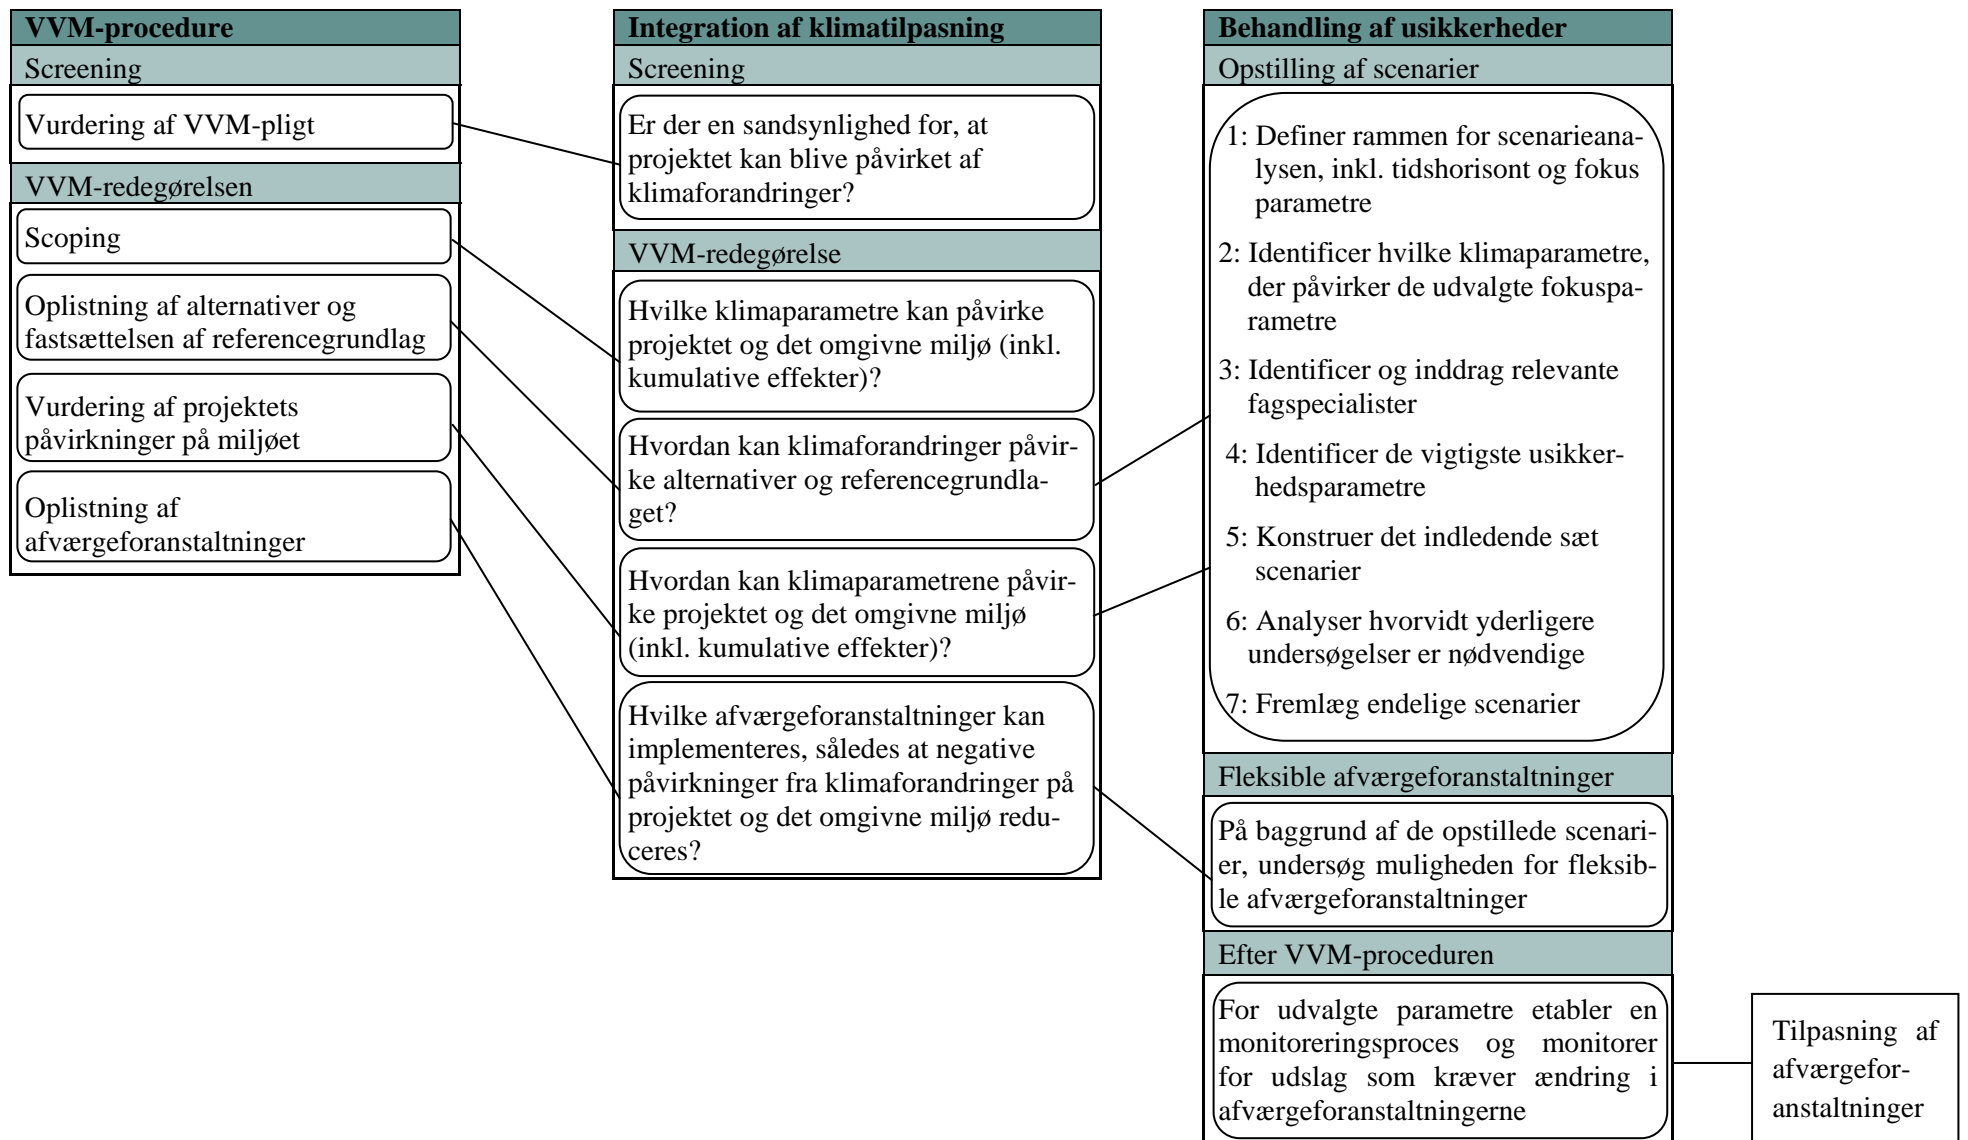 VVM-procedure
Screening
Vurdering af VVM-pligt
VVM-redegørelsen
Scoping
Oplistning af alternativer og
fastsættelsen af referencegrundlag
Vurdering af projektets
påvirkninger på miljøet
Oplistning af
afværgeforanstaltninger
Integration af klimatilpasning
Screening
Er der en sandsynlighed for, at
projektet kan blive påvirket af
klimaforandringer?
VVM-redegørelse
Hvilke klimaparametre kan påvirke
projektet og det omgivne miljø (inkl.
kumulative effekter)?
Hvordan kan klimaforandringer påvir-
ke alternativer og referencegrundla-
get?
Hvordan kan klimaparametrene påvir-
ke projektet og det omgivne miljø
(inkl. kumulative effekter)?
Hvilke afværgeforanstaltninger kan
implementeres, således at negative
påvirkninger fra klimaforandringer på
projektet og det omgivne miljø redu-
ceres?
Behandling af usikkerheder
Opstilling af scenarier
1: Definer rammen for scenarieana-
lysen, inkl. tidshorisont og fokus
parametre
2: Identificer hvilke klimaparametre,
der påvirker de udvalgte fokuspa-
rametre
3: Identificer og inddrag relevante
fagspecialister
4: Identificer de vigtigste usikker-
hedsparametre
5: Konstruer det indledende sæt
scenarier
6: Analyser hvorvidt yderligere
undersøgelser er nødvendige
7: Fremlæg endelige scenarier
Fleksible afværgeforanstaltninger
På baggrund af de opstillede scenari-
er, undersøg muligheden for fleksib-
le afværgeforanstaltninger
Efter VVM-proceduren
For udvalgte parametre etabler en
monitoreringsproces og monitorer
for udslag som kræver ændring i
afværgeforanstaltningerne
Tilpasning af
afværgefor-
anstaltninger